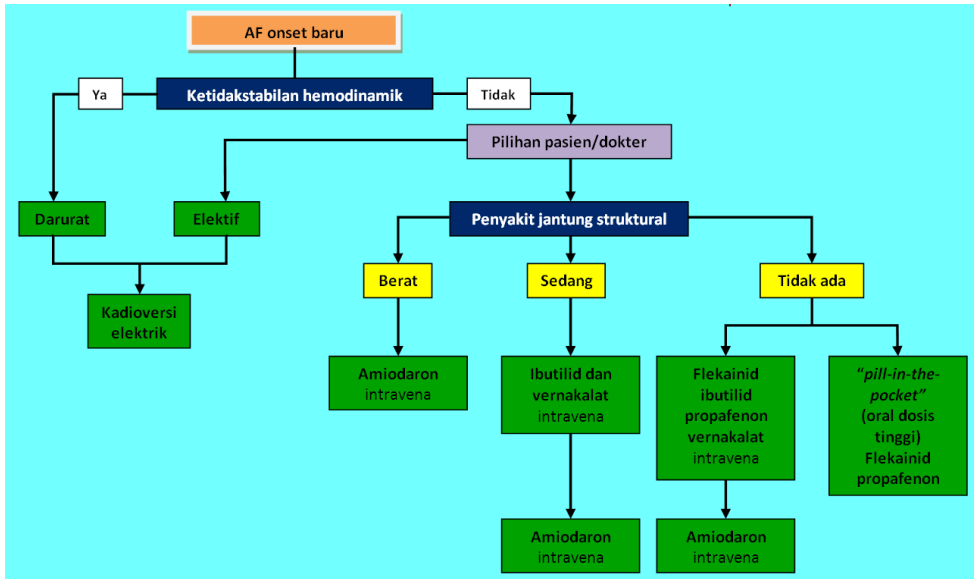 AF onset baru
Ya
Ketidakstabilan hemodinamik
Tidak
Pilihan pasien/dokter
Darurat
Elektif
Penyakit jantung struktural
Berat
Sedang
Tidak ada
Kadioversi
elektrik
Amiodaron
intravena
Ibutilid dan
vernakalat
intravena
Flekainid
ibutilid
propafenon
vernakalat
intravena
“pill-in-the-
pocket”
(oral dosis
tinggi)
Flekainid
propafenon
Amiodaron
intravena
Amiodaron
intravena